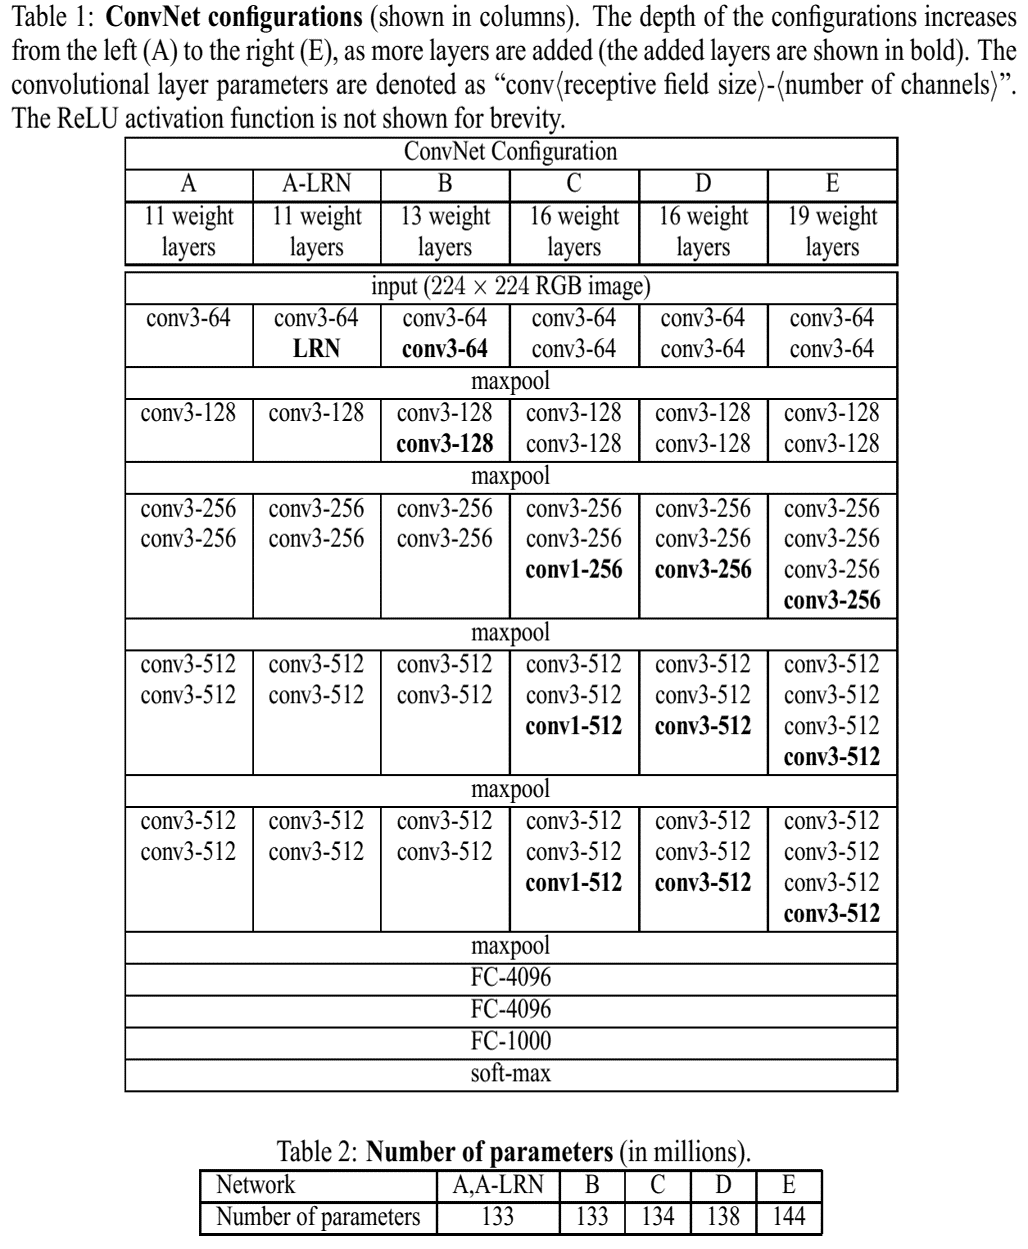 Table 1: ConvNet configurations (shown in columns). The depth of the configurations increases
from the left (A) to the right (E), as more layers are added (the added layers are shown in bold). The
convolutional layer parameters are denoted as “conv⟨receptive field size⟩-⟨number of channels⟩”.
The ReLU activation function is not shown for brevity.
ConvNet Configuration
A A-LRN B C D E
11 weight 11 weight 13 weight 16 weight 16 weight 19 weight
layers layers layers layers layers layers
input (224 × 224 RGB image)
conv3-64 conv3-64 conv3-64 conv3-64 conv3-64 conv3-64
LRN conv3-64 conv3-64 conv3-64 conv3-64
maxpool
conv3-128 conv3-128 conv3-128 conv3-128 conv3-128 conv3-128
conv3-128 conv3-128 conv3-128 conv3-128
maxpool
conv3-256 conv3-256 conv3-256 conv3-256 conv3-256 conv3-256
conv3-256 conv3-256 conv3-256 conv3-256 conv3-256 conv3-256
conv1-256 conv3-256 conv3-256
conv3-256
maxpool
conv3-512 conv3-512 conv3-512 conv3-512 conv3-512 conv3-512
conv3-512 conv3-512 conv3-512 conv3-512 conv3-512 conv3-512
conv1-512 conv3-512 conv3-512
conv3-512
maxpool
conv3-512 conv3-512 conv3-512 conv3-512 conv3-512 conv3-512
conv3-512 conv3-512 conv3-512 conv3-512 conv3-512 conv3-512
conv1-512 conv3-512 conv3-512
conv3-512
maxpool
FC-4096
FC-4096
FC-1000
soft-max
Table 2: Number of parameters (in millions).
Network A,A-LRN B C D E
Number of parameters 133 133 134 138 144